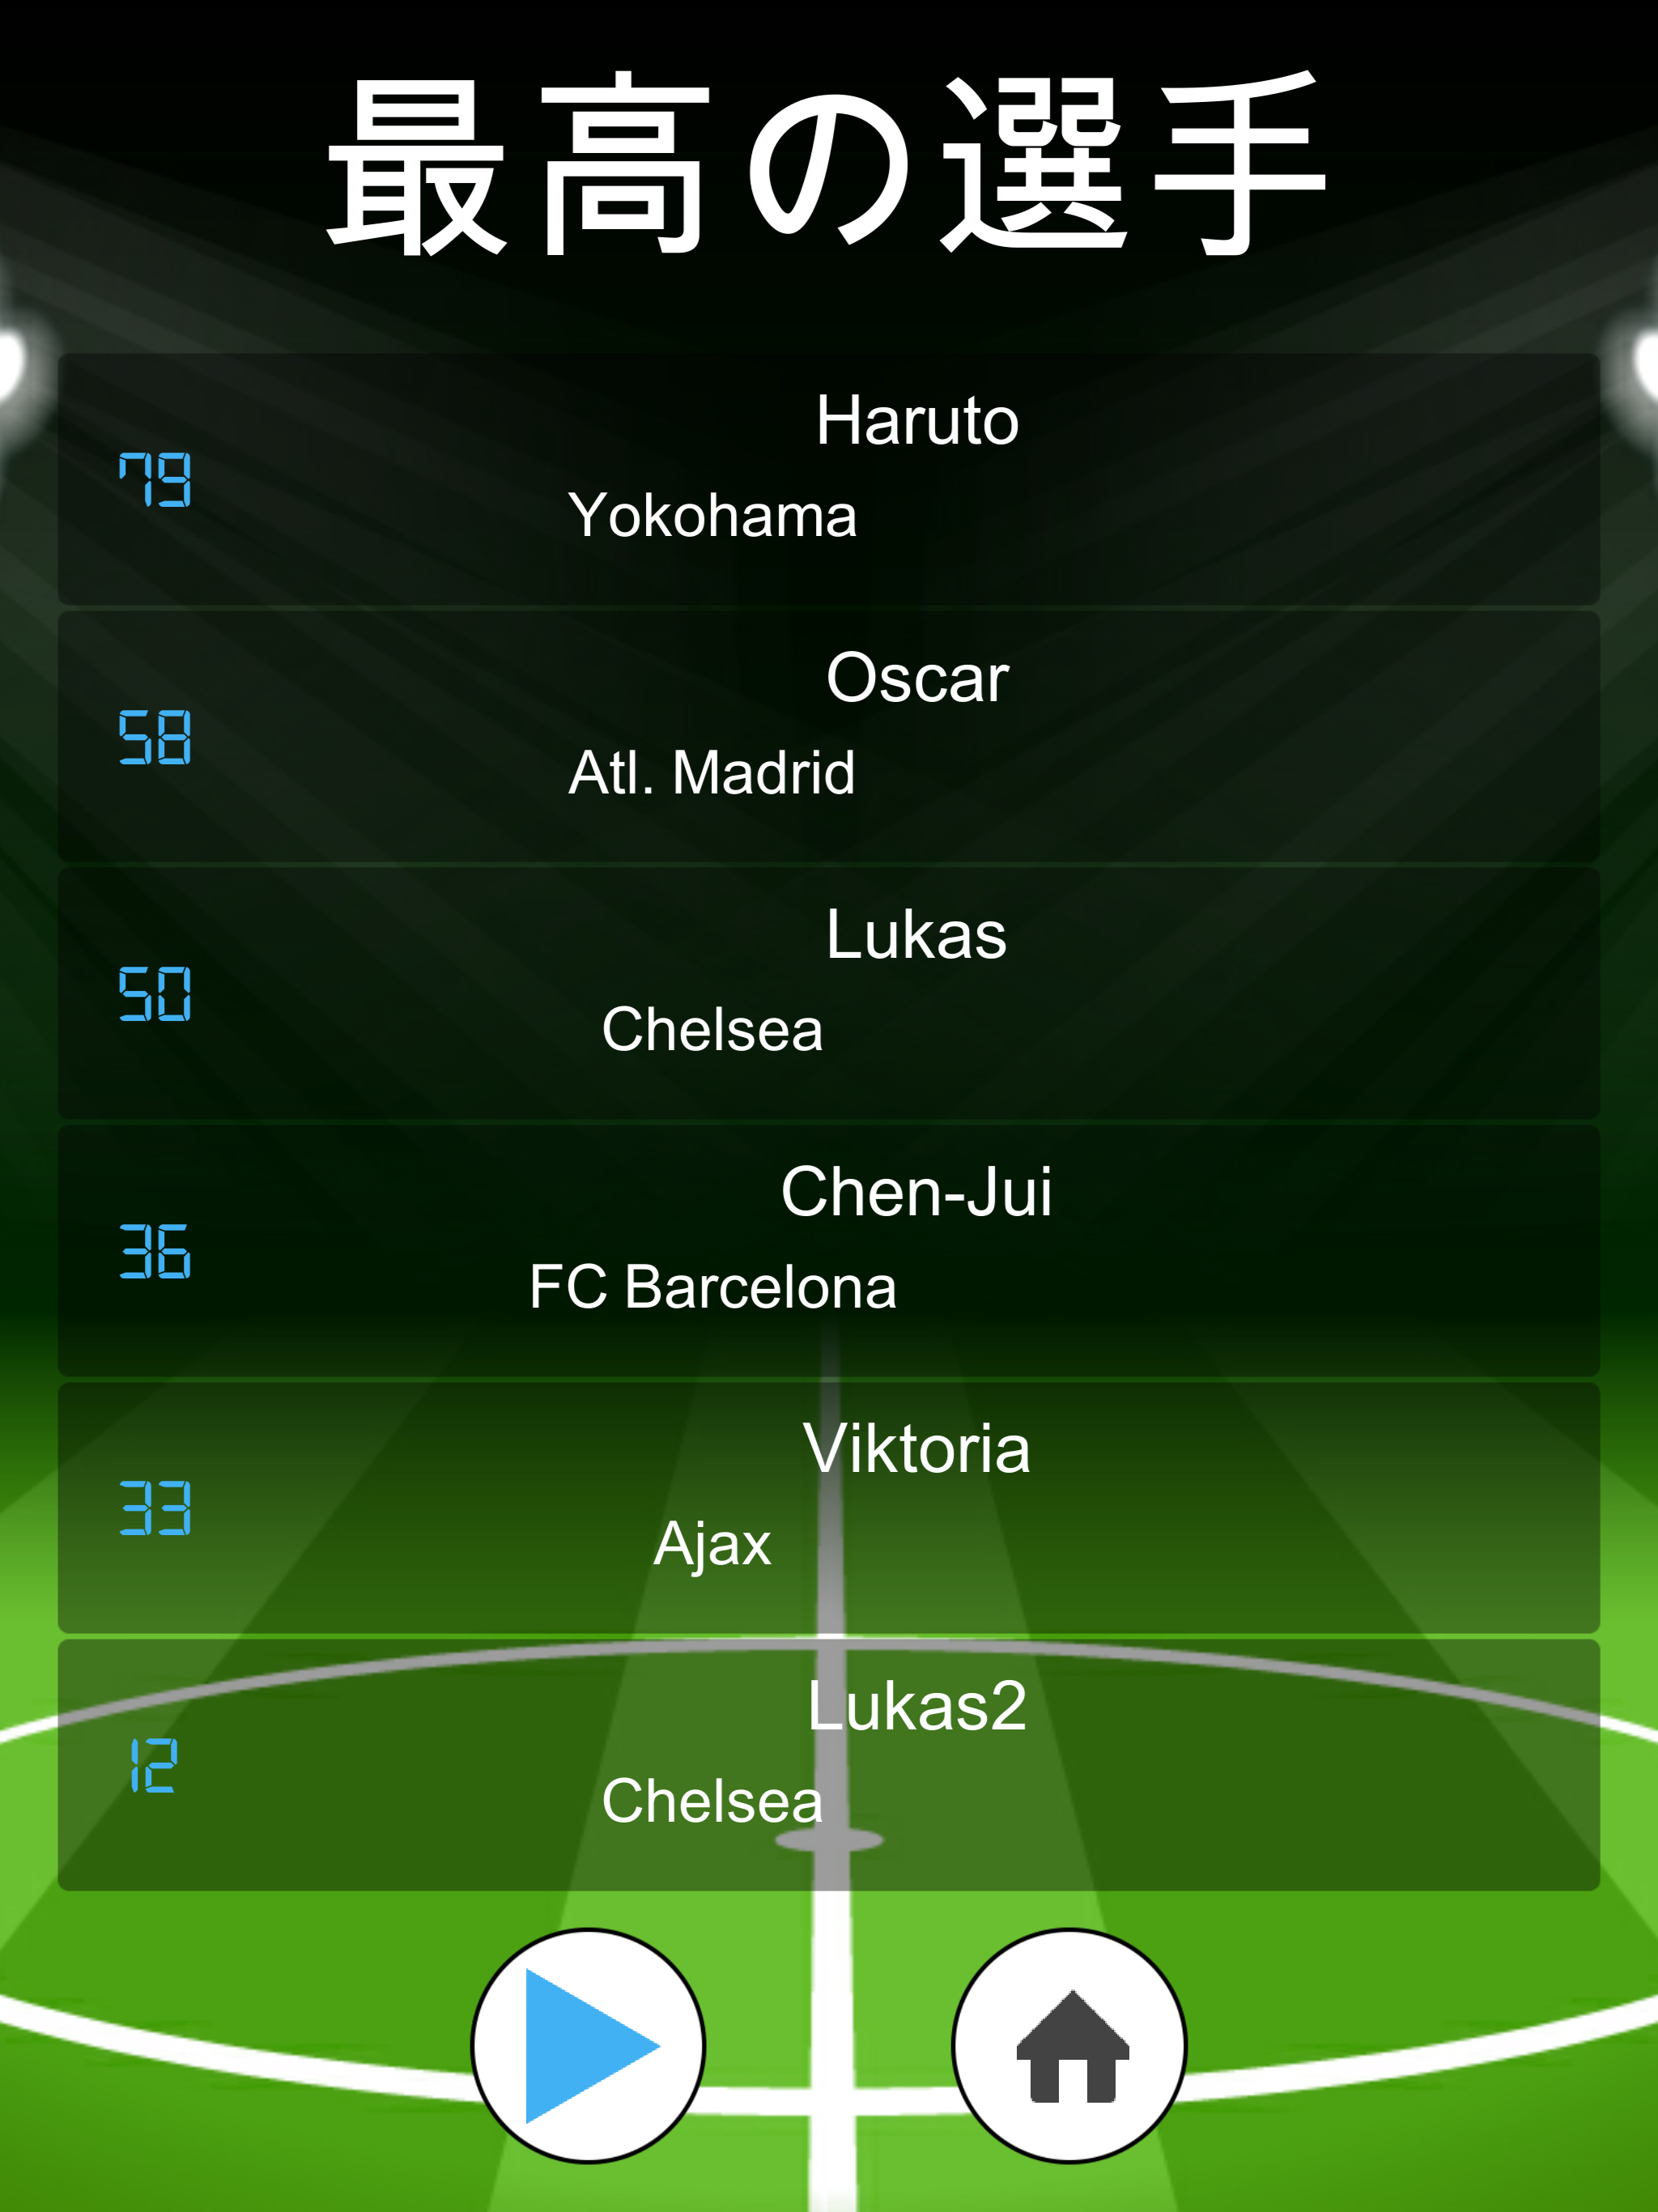 最高の選手
Haruto
79
Yokohama
Oscar
58
Atl. Madrid
Lukas
50
Chelsea
Chen-Jui
36
FC Barcelona
Viktoria
33
Ajax
Lukas2
12
Chelsea